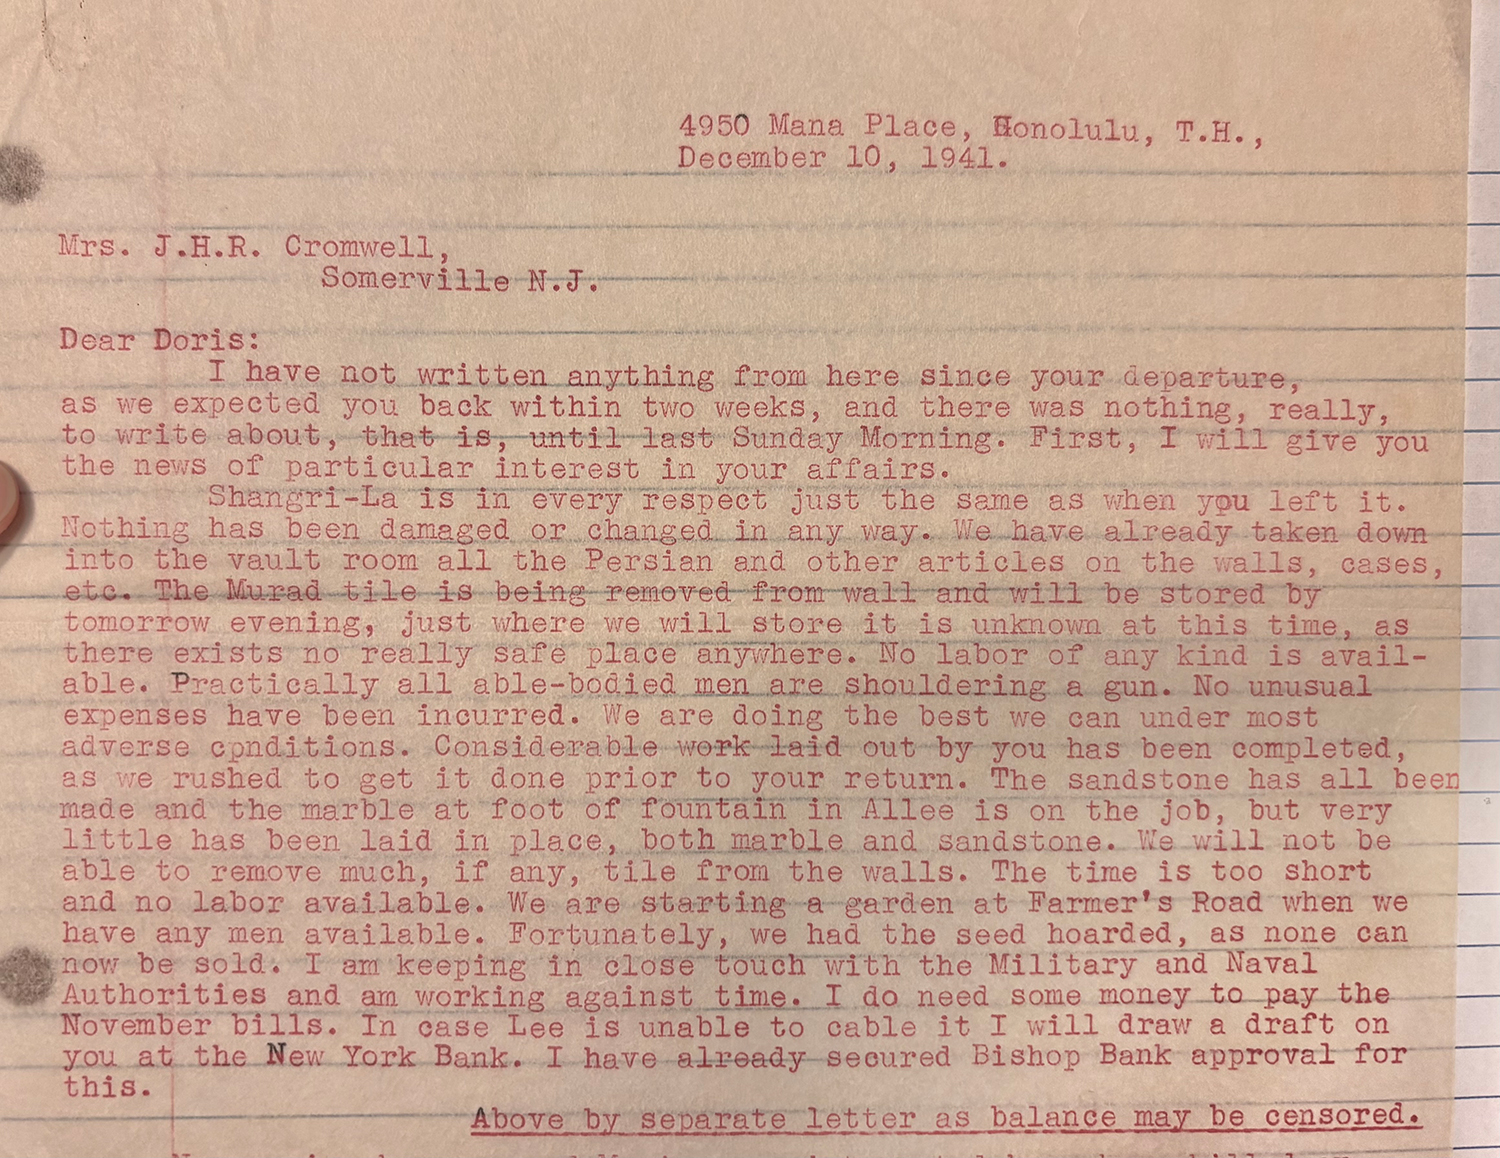 4950 Mana Place, Honolulu, T.H.,
December 10, 1941.
Mrs. J.H.R. Cromwell,
Somerville N.J.
Dear Doris:
I have not written anything from here since your departure,
as we expected you back within two weeks, and there was nothing, really,
to write about, that is, until last Sunday Morning. First, I will give you
the news of particular interest in your affairs.
Shangri-La is in every respect just the same as when you left it.
Nothing has been damaged or changed in any way. We have already taken down
into the vault room all the Persian and other articles on the walls, cases,
etc. The Murad tile is being removed from wall and will be stored by
tomorrow evening, just where we will store it is unknown at this time, as
there exists no really safe place anywhere. No labor of any kind is avail-
able. Practically all able-bodied men are shouldering a gun. No unusual
expenses have been incurred. We are doing the best we can under most
adverse cpnditions. Considerable work laid out by you has been completed,
as we rushed to get it done prior to your return. The sandstone has all been
made and the marble at foot of fountain in Allee is on the job, but very
little has been laid in place, both marble and sandstone. We will not be
able to remove much, if any, tile from the walls. The time is too short
and no labor available. We are starting a garden at Farmer's Road when we
have any men available. Fortunately, we had the seed hoarded, as none can
now be sold. I am keeping in close touch with the Military and Naval
Authorities and am working against time. I do need some money to pay the
November bills. In case Lee is unable to cable it I will draw a draft on
you at the New York Bank. I have already secured Bishop Bank approval for
this.
Above by separate letter as balance may be censored.